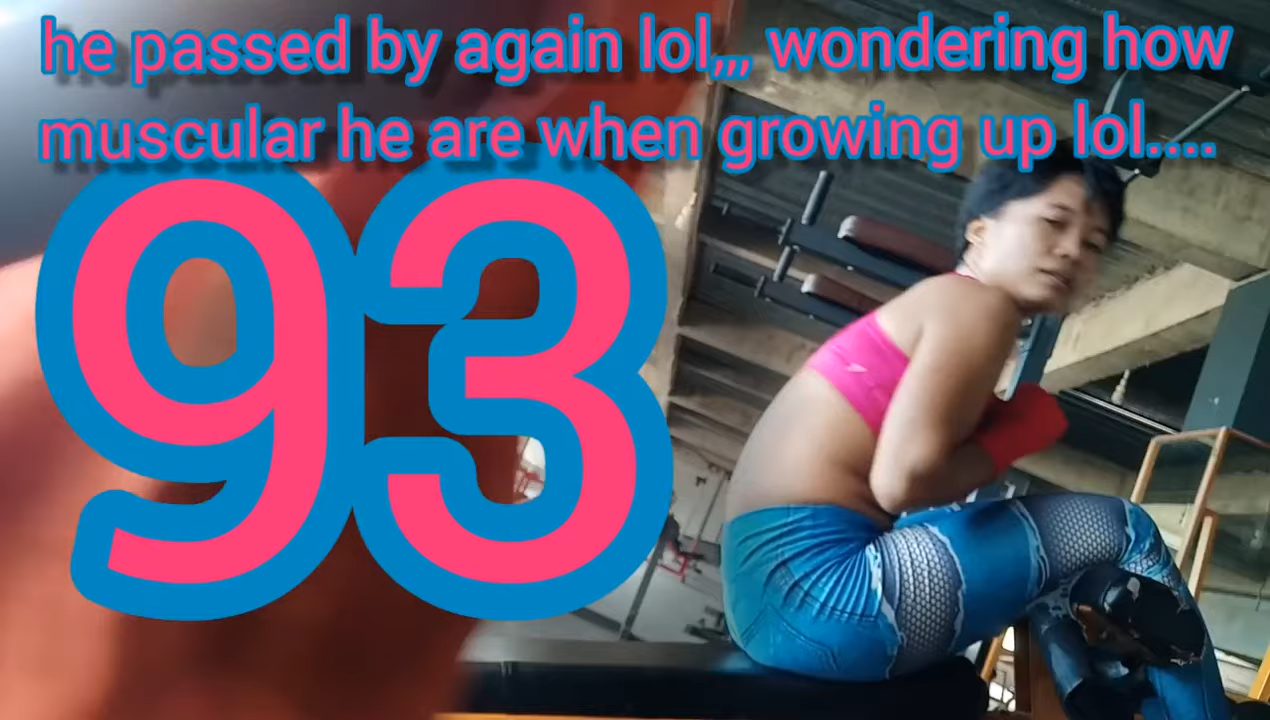 he passed by again lol,,, wondering how
muscular he are when growing up lol....
93